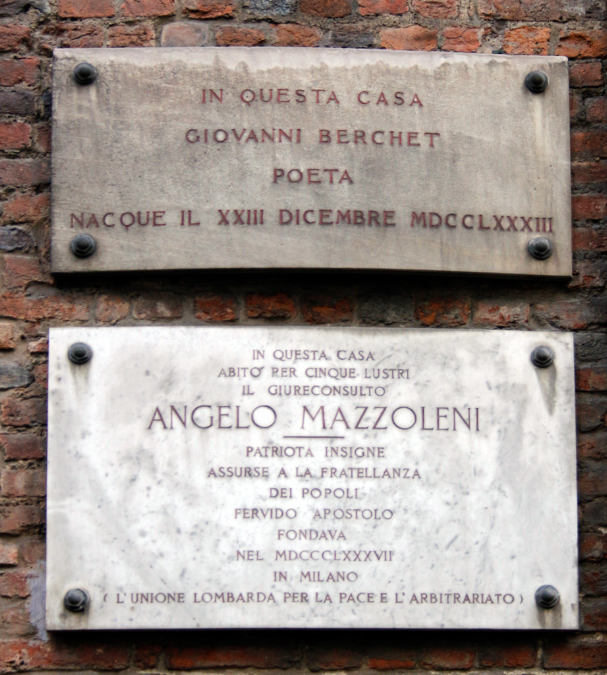 IN QUESTA CASA
GIOVANNI BERCHET
POETA
NACQUE IL XXIII DICEMBRE MDCCLXXXIII
IN QUESTA CASA
ABITO' PER CINQUE LUSTRI
IL GIURECONSULTO
ANGELO MAZZOLENI
PATRIOTA INSIGNE
ASSURSE A LA FRATELLANZA
DEI POPOLI
FERVIDO APOSTOLO
FONDAVA
NEL MDCCCLXXXVII
IN MILANO
( L'UNIONE LOMBARDA PER LA PACE E L'ARBITRARIATO )